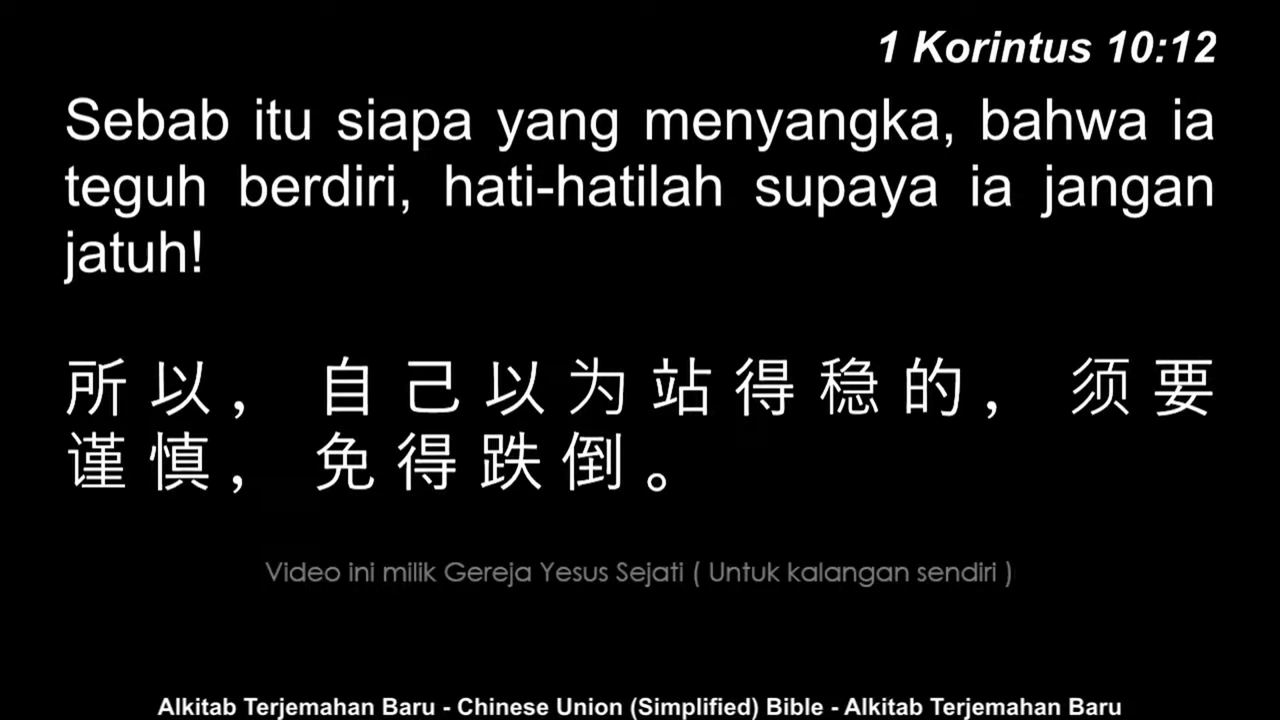 1 Korintus 10:12
Sebab itu siapa yang menyangka, bahwa ia
teguh berdiri, hati-hatilah supaya ia jangan
jatuh!
所以，自己以为站得稳的，须要
谨慎，免得跌倒。
Video ini milik Gereja Yesus Sejati ( Untuk kalangan sendiri )
Alkitab Terjemahan Baru - Chinese Union (Simplified) Bible - Alkitab Terjemahan Baru